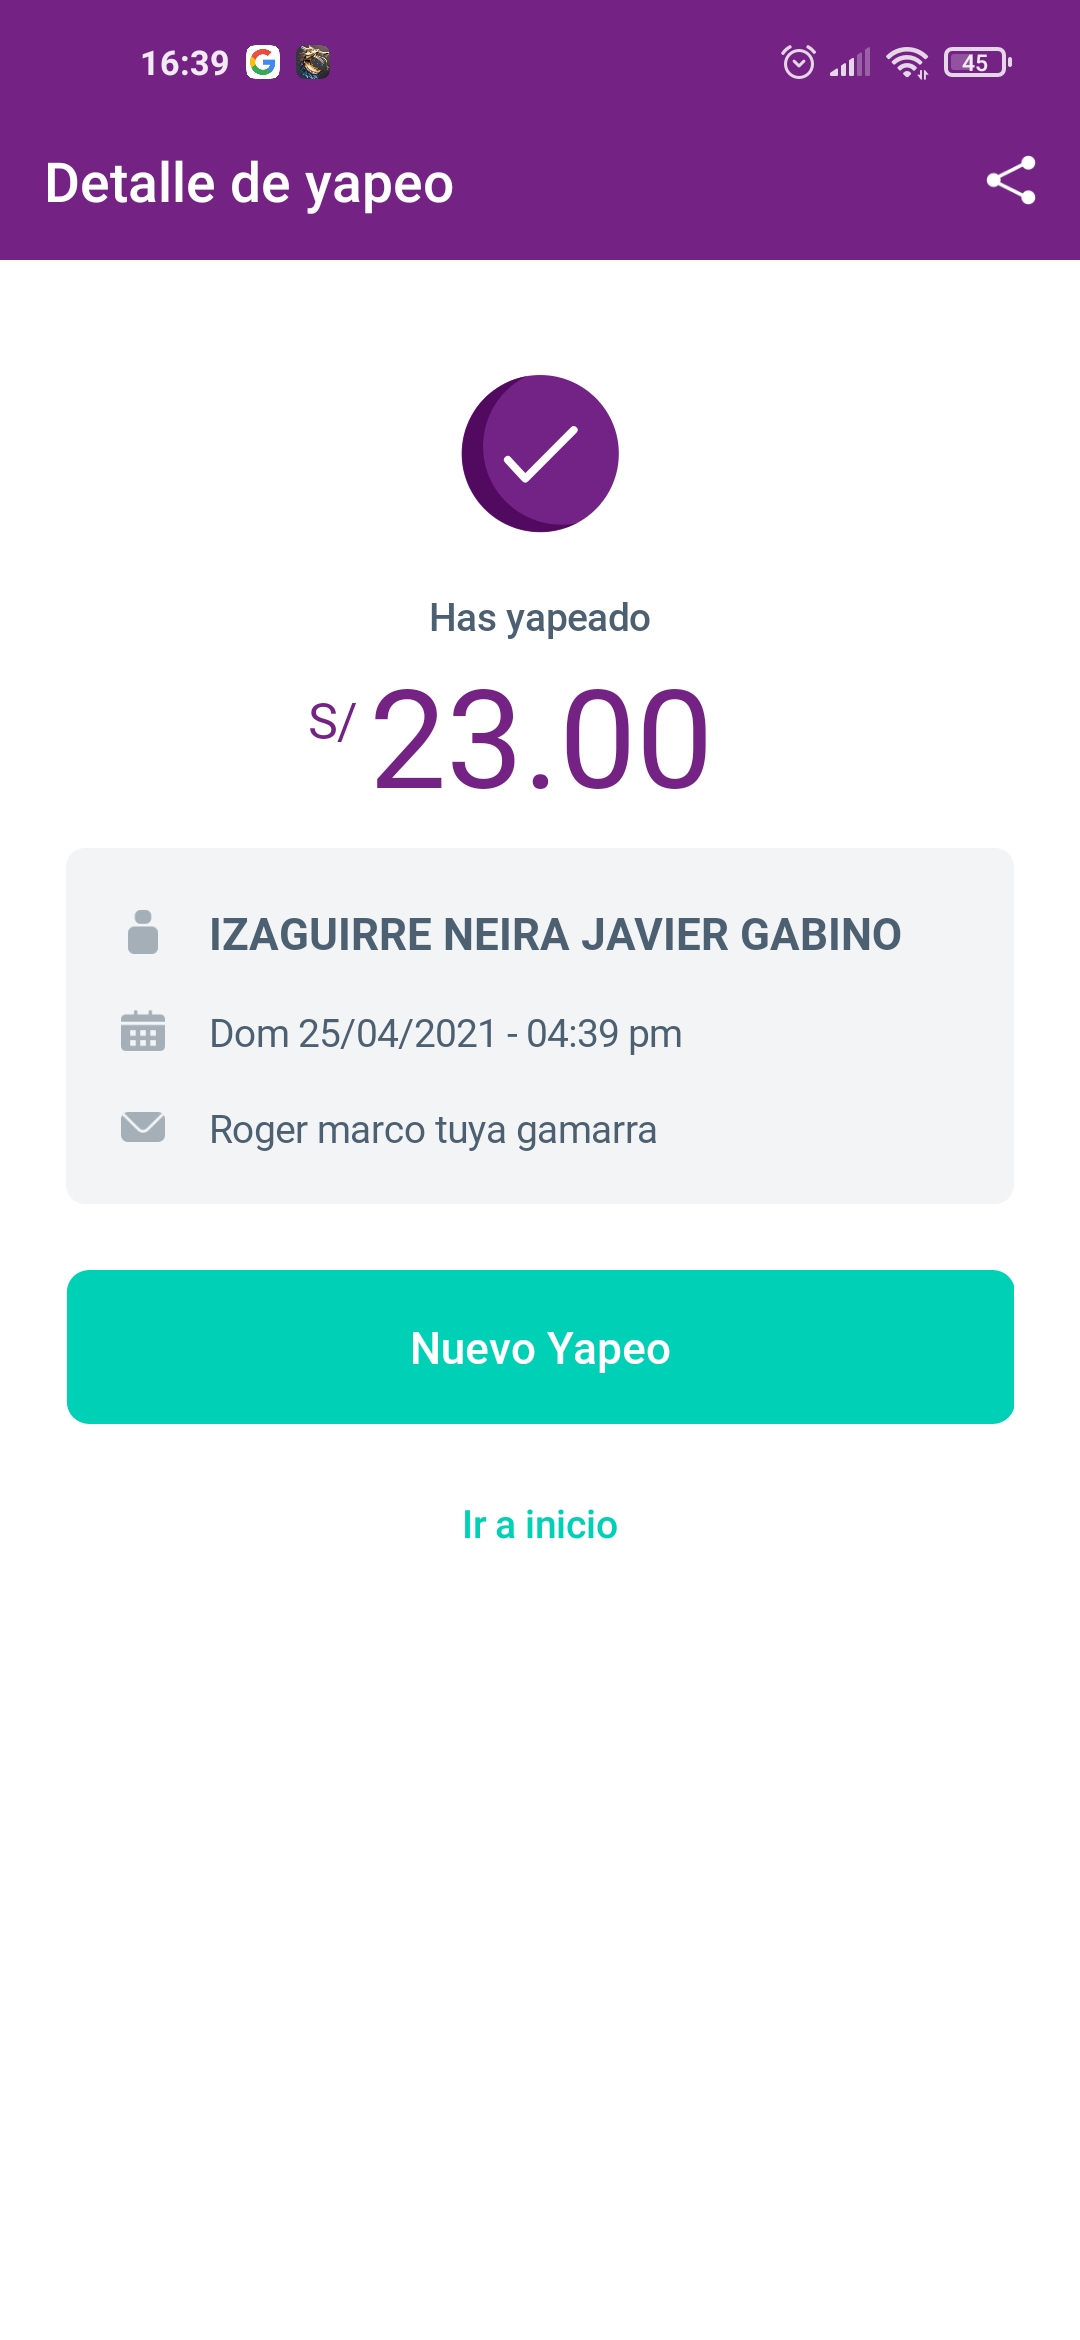 16:39
45
Detalle de yapeo
Has yapeado
S/ 23.00
IZAGUIRRE NEIRA JAVIER GABINO
Dom 25/04/2021 - 04:39 pm
Roger marco tuya gamarra
Nuevo Yapeo
Ir a inicio